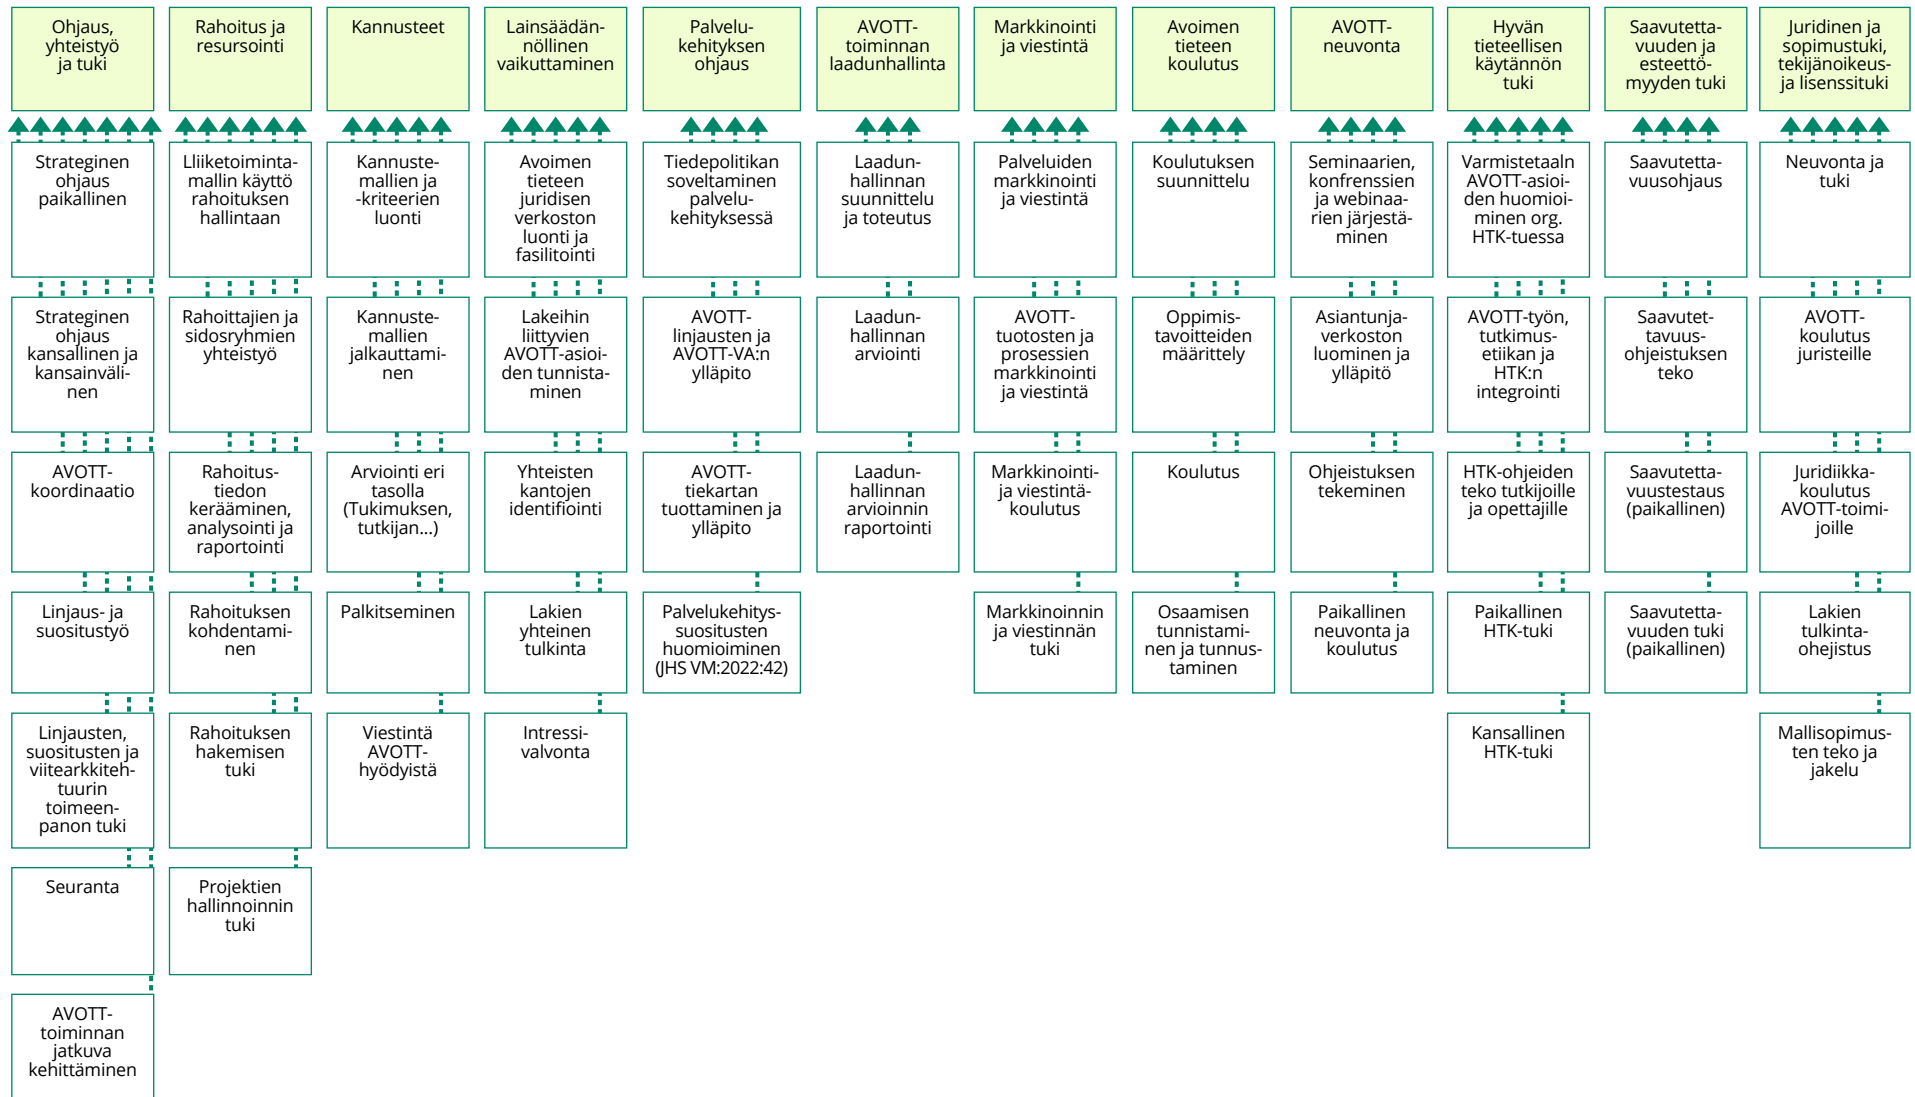 Ohjaus,
yhteistyö
ja tuki
Rahoitus ja
resursointi
Kannusteet
Lainsäädän-
nöllinen
vaikuttaminen
Palvelu-
kehityksen
ohjaus
AVOTT-
toiminnan
laadunhallinta
Markkinointi
ja viestintä
Avoimen
tieteen
koulutus
AVOTT-
neuvonta
Hyvän
tieteellisen
käytännön
tuki
Saavutetta-
vuuden ja
esteettö-
myyden tuki
Juridinen ja
sopimustuki,
tekijänoikeus-
ja lisenssituki
Strateginen
ohjaus
paikallinen
Lliiketoiminta-
mallin käyttö
rahoituksen
hallintaan
Kannuste-
mallien ja
-kriteerien
luonti
Avoimen
tieteen
juridisen
verkoston
luonti ja
fasilitointi
Tiedepolitikan
soveltaminen
palvelu-
kehityksessä
Laadun-
hallinnan
suunnittelu
ja toteutus
Palveluiden
markkinointi
ja viestintä
Koulutuksen
suunnittelu
Seminaarien,
konfrenssien
ja webinaa-
rien järjestä-
minen
Varmistetaaln
AVOTT-asioi-
den huomioi-
minen org.
HTK-tuessa
Saavutetta-
vuusohjaus
Neuvonta ja
tuki
Strateginen
ohjaus
kansallinen ja
kansainväli-
nen
Rahoittajien ja
sidosryhmien
yhteistyö
Kannuste-
mallien
jalkauttami-
nen
Lakeihin
liittyvien
AVOTT-asioi-
den tunnista-
minen
AVOTT-
linjausten ja
AVOTT-VA:n
ylläpito
Laadun-
hallinnan
arviointi
AVOTT-
tuotosten ja
prosessien
markkinointi
ja viestintä
Oppimis-
tavoitteiden
määrittely
Asiantunja-
verkoston
luominen ja
ylläpitö
AVOTT-työn,
tutkimus-
etiikan ja
HTK:n
integrointi
Saavutet-
tavuus-
ohjeistuksen
teko
AVOTT-
koulutus
juristeille
AVOTT-
koordinaatio
Rahoitus-
tiedon
kerääminen,
analysointi ja
raportointi
Arviointi eri
tasolla
(Tukimuksen,
tutkijan...)
Yhteisten
kantojen
identifiointi
AVOTT-
tiekartan
tuottaminen ja
ylläpito
Laadun-
hallinnan
arvioinnin
raportointi
Markkinointi-
ja viestintä-
koulutus
Koulutus
Ohjeistuksen
tekeminen
HTK-ohjeiden
teko tutkijoille
ja opettajille
Saavutetta-
vuustestaus
(paikallinen)
Juridiikka-
koulutus
AVOTT-toimi-
joille
Linjaus- ja
suositustyö
Rahoituksen
kohdentami-
nen
Palkitseminen
Lakien
yhteinen
tulkinta
Palvelukehitys-
suositusten
huomioiminen
(JHS VM:2022:42)
Markkinoinnin
ja viestinnän
tuki
Osaamisen
tunnistami-
nen ja tunnus-
taminen
Paikallinen
neuvonta ja
koulutus
Paikallinen
HTK-tuki
Saavutetta-
vuuden tuki
(paikallinen)
Lakien
tulkinta-
ohejistus
Linjausten,
suositusten ja
viitearkkiteh-
tuurin
toimeen-
panon tuki
Rahoituksen
hakemisen
tuki
Viestintä
AVOTT-
hyödyistä
Intressi-
valvonta
Kansallinen
HTK-tuki
Mallisopimus-
ten teko ja
jakelu
Seuranta
Projektien
hallinnoinnin
tuki
AVOTT-
toiminnan
jatkuva
kehittäminen